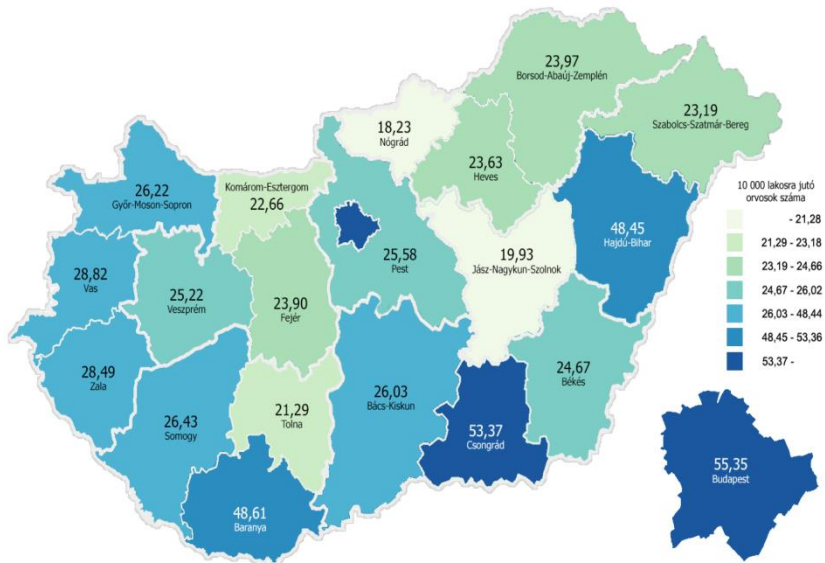 23,97
Borsod-Abaúj-Zemplén
23,19
Szabolcs-Szatmár-Bereg
18,23
Nógrád
23,63
Heves
26,22
Győr-Moson-Sopron
Komárom-Esztergom
22,66
10 000 lakosra jutó
orvosok száma
- 21,28
21,29 - 23,18
23,19 - 24,66
24,67 - 26,02
26,03 - 48,44
48,45 - 53,36
53,37 -
48,45
Hajdú-Bihar
25,58
Pest
19,93
Jász-Nagykun-Szolnok
28,82
Vas
25,22
Veszprém
23,90
Fejér
28,49
Zala
26,43
Somogy
21,29
Tolna
26,03
Bács-Kiskun
24,67
Békés
53,37
Csongrád
48,61
Baranya
55,35
Budapest